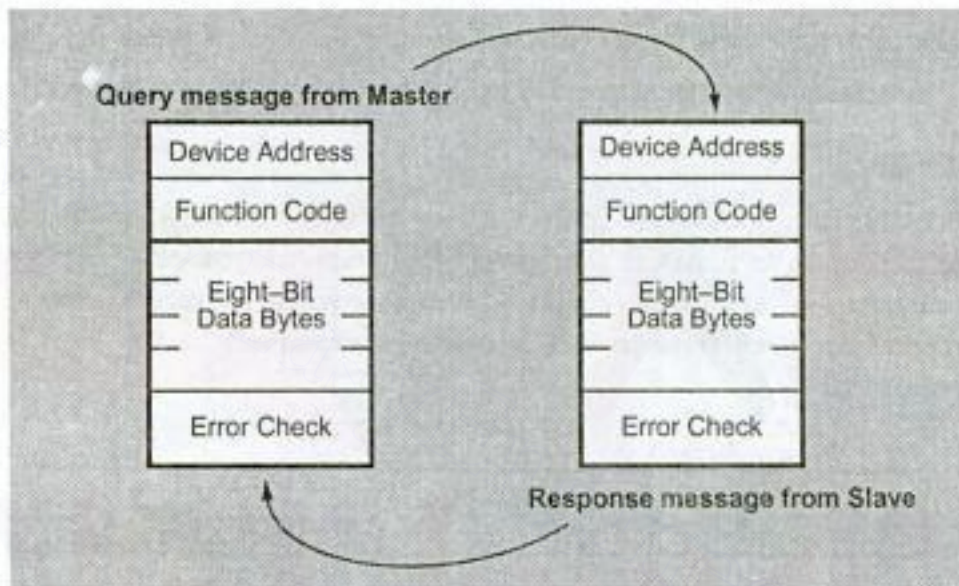 Query message from Master
Device Address
Function Code
Eight–Bit
Data Bytes
Error Check
Device Address
Function Code
Eight–Bit
Data Bytes
Error Check
Response message from Slave